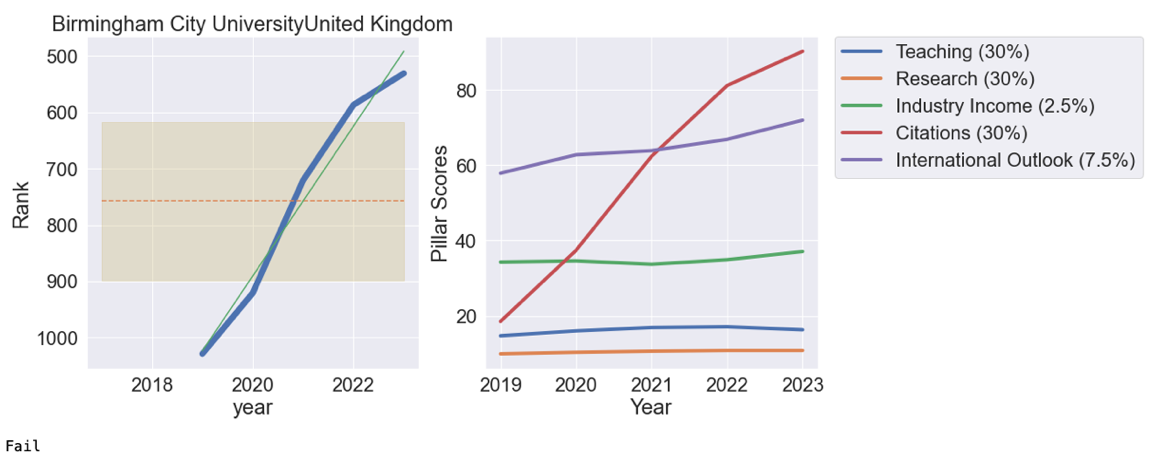 Birmingham City UniversityUnited Kingdom
500
600
700
800
900
1000
Rank
2018
2020
2022
year
80
60
40
20
Pillar Scores
2019
2020
2021
2022
2023
Year
Teaching (30%)
Research (30%)
Industry Income (2.5%)
Citations (30%)
International Outlook (7.5%)
Fail